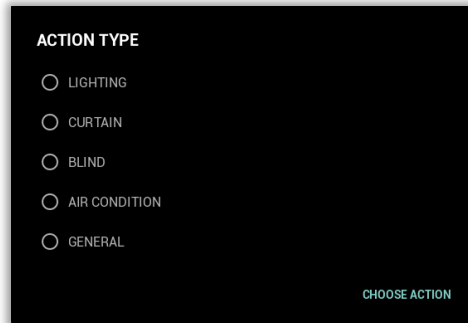 ACTION TYPE
LIGHTING
CURTAIN
BLIND
AIR CONDITION
GENERAL
CHOOSE ACTION